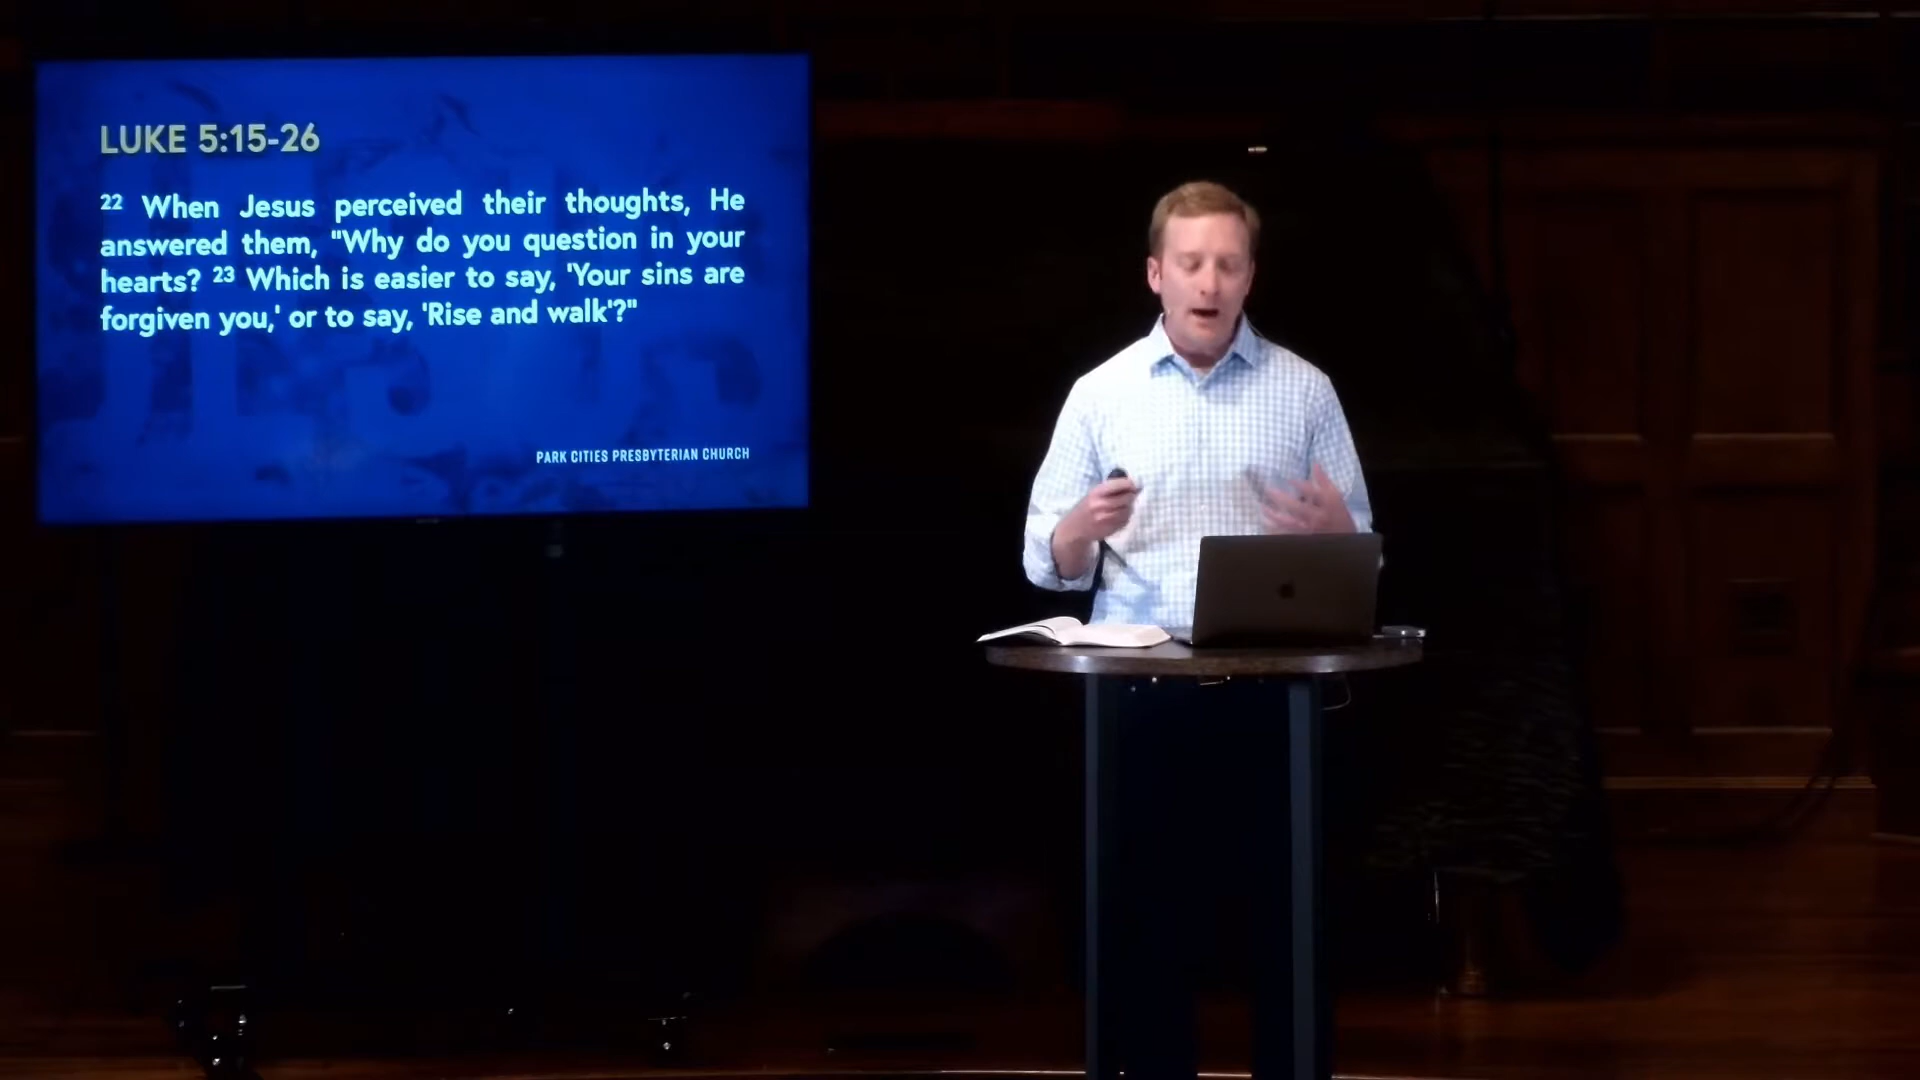 LUKE 5:15-26
22 When Jesus perceived their thoughts, He
answered them, "Why do you question in your
hearts? 23 Which is easier to say, 'Your sins are
forgiven you,' or to say, 'Rise and walk'?"
PARK CITIES PRESBYTERIAN CHURCH